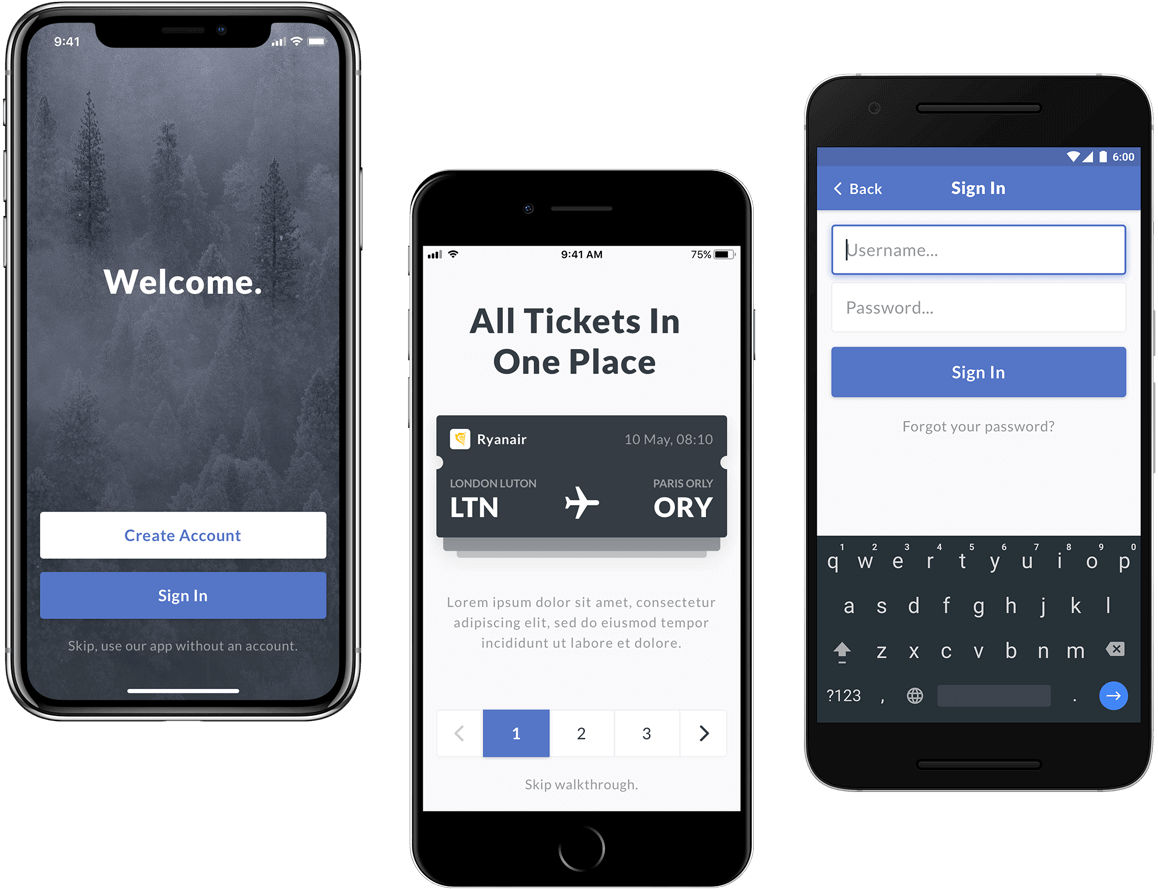 9:41
Welcome.
Create Account
Sign In
Skip, use our app without an account.
9:41 AM
75%
All Tickets In
One Place
Ryanair
10 May, 08:10
LONDON LUTON
PARIS ORLY
LTN
ORY
Lorem ipsum dolor sit amet, consectetur
adipiscing elit, sed do eiusmod tempor
incididunt ut labore et dolore.
1 2 3
Skip walkthrough.
6:00
Back
Sign In
Username...
Password...
Sign In
Forgot your password?
1 2 3 4 5 6 7 8 9 0
q w e r t y u i o p
a s d f g h j k l
z x c v b n m
?123 , .